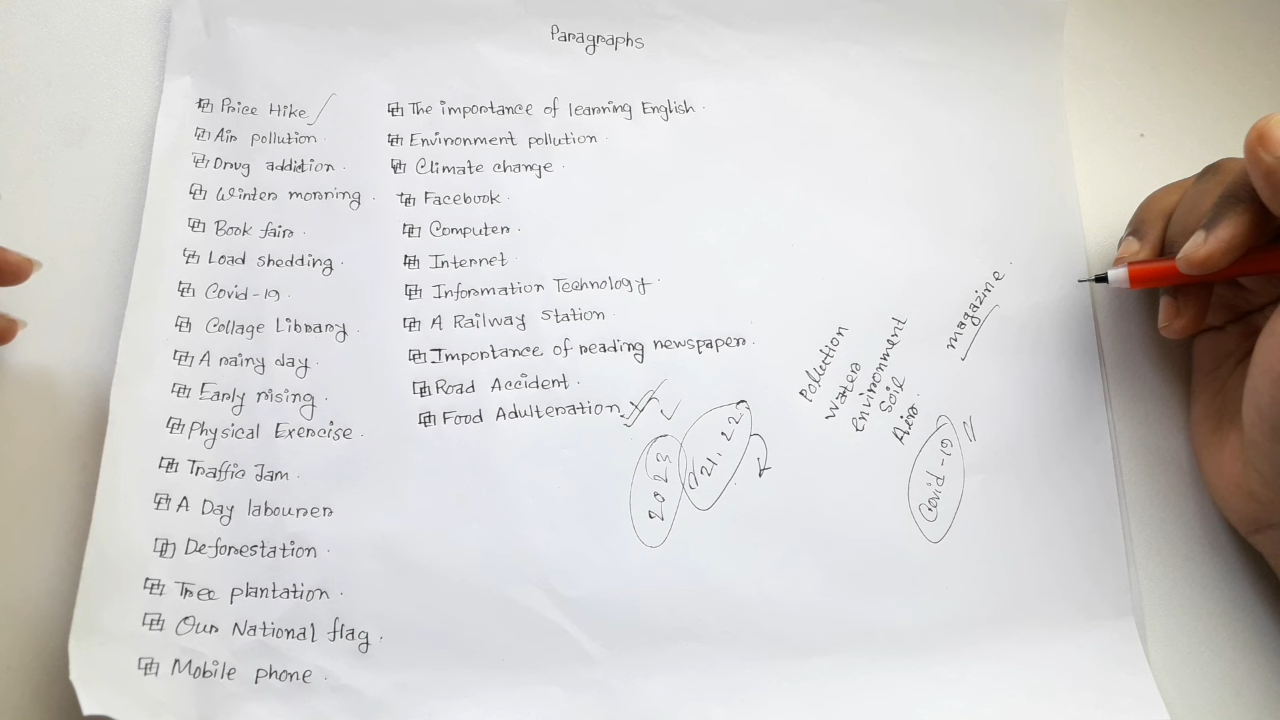 Paragraphs
Price Hike
Air pollution.
Drug addition.
Winter morning.
Book fair.
Load shedding.
Covid-19.
Collage Library.
A rainy day.
Early rising.
Physical Exercise.
Traffic Jam.
A Day labourer
Deforestation.
Tree plantation.
Our National flag.
Mobile phone.
The importance of learning English.
Environment pollution.
Climate change.
Facebook.
Computer.
Internet.
Information Technology.
A Railway station.
Importance of reading newspaper.
Road Accident.
Food Adulteration
2023
21, 22
Pollution
Water
environment
Soil
Air.
Covid-19
magazine.